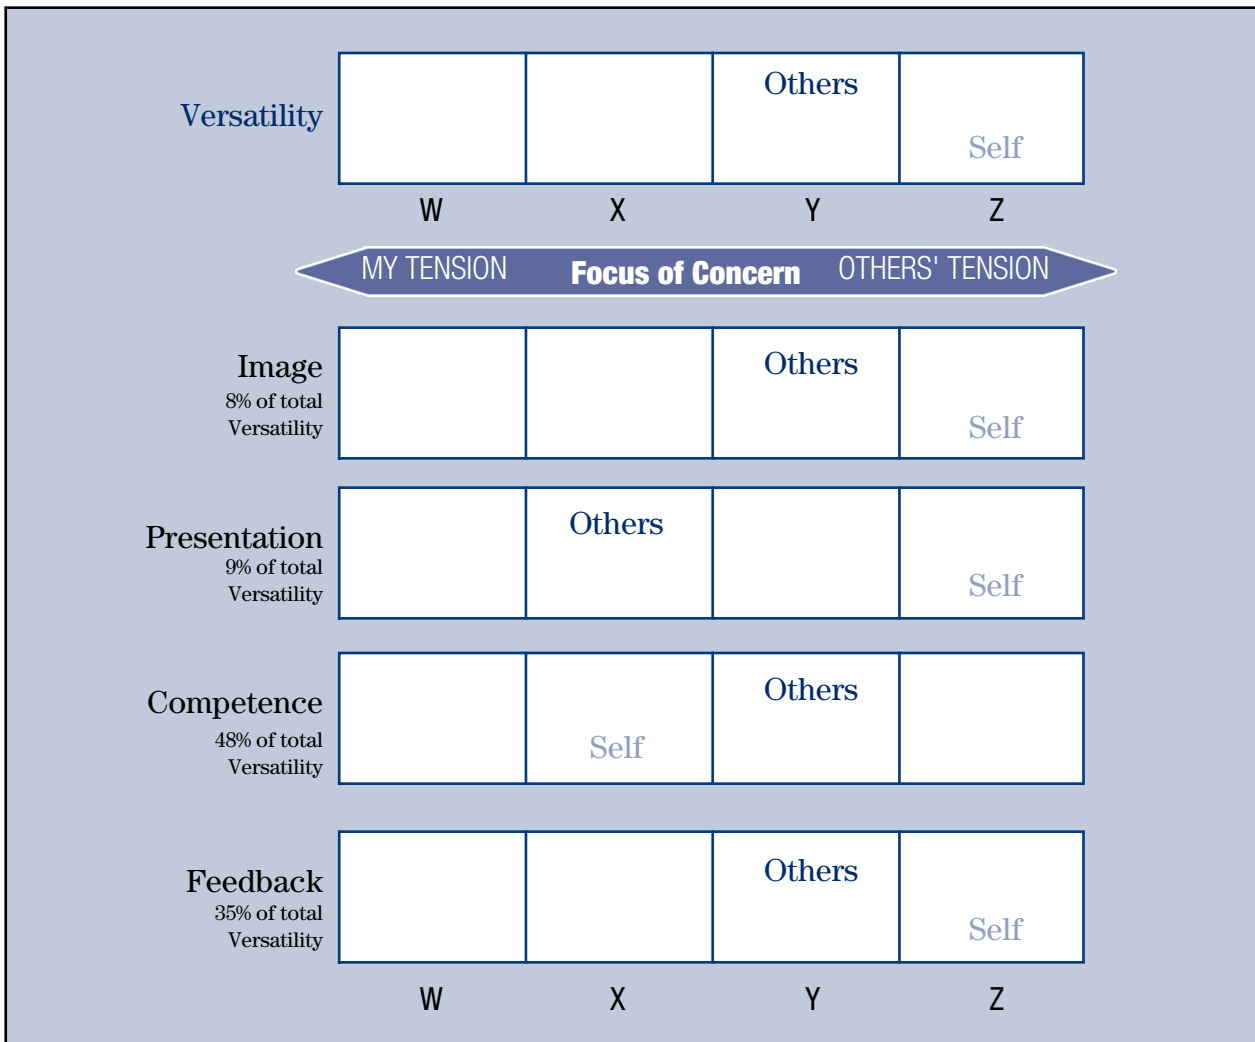 Others
Versatility
Self
W X Y Z
MY TENSION Focus of Concern OTHERS' TENSION
Image
8% of total
Versatility
Others
Self
Presentation
9% of total
Versatility
Others
Self
Competence
48% of total
Versatility
Others
Self
Feedback
35% of total
Versatility
Others
Self
W X Y Z